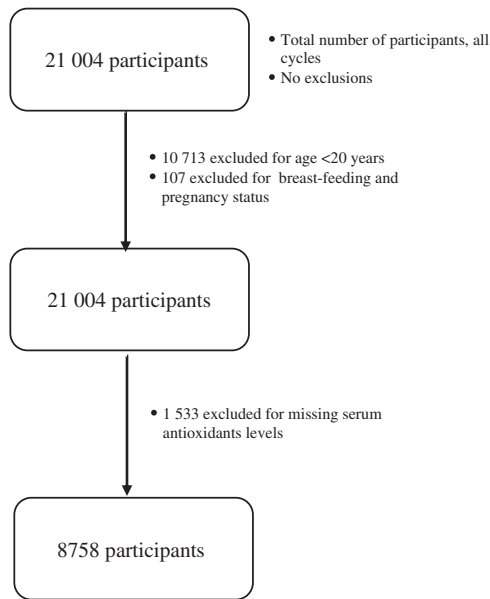 21 004 participants
• Total number of participants, all
cycles
• No exclusions
• 10 713 excluded for age <20 years
• 107 excluded for breast-feeding and
pregnancy status
21 004 participants
• 1 533 excluded for missing serum
antioxidants levels
8758 participants